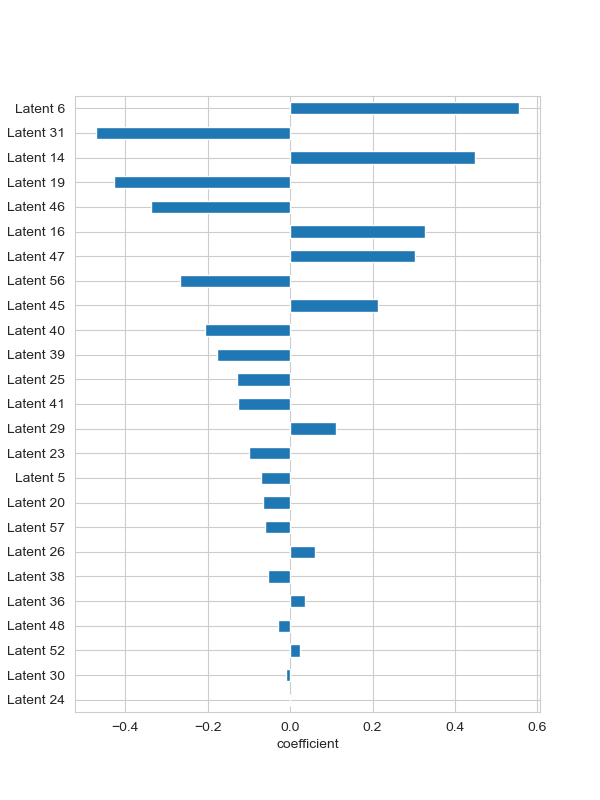 Latent 6
Latent 31
Latent 14
Latent 19
Latent 46
Latent 16
Latent 47
Latent 56
Latent 45
Latent 40
Latent 39
Latent 25
Latent 41
Latent 29
Latent 23
Latent 5
Latent 20
Latent 57
Latent 26
Latent 38
Latent 36
Latent 48
Latent 52
Latent 30
Latent 24
−0.4 −0.2 0.0 0.2 0.4 0.6
coefficient